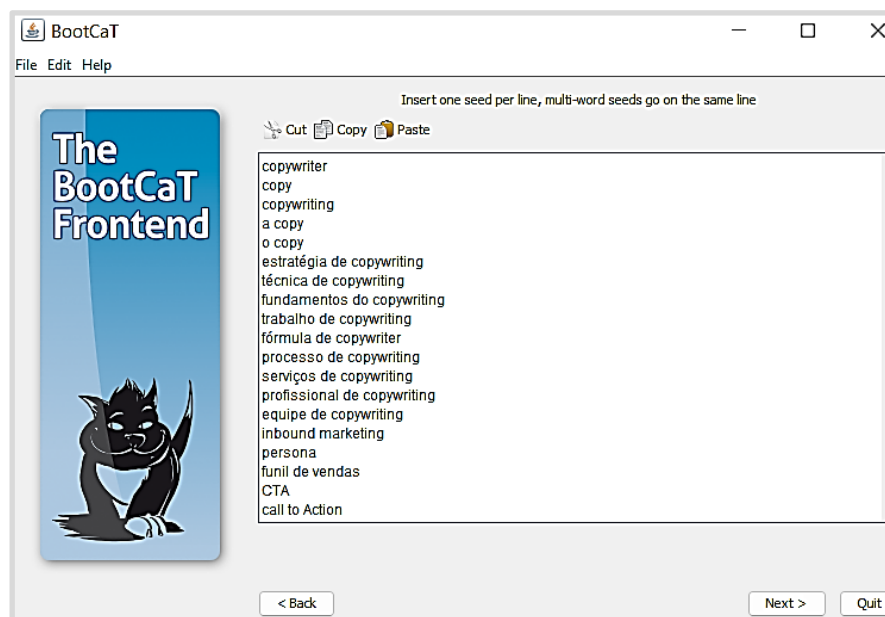 BootCaT
File Edit Help
Insert one seed per line, multi-word seeds go on the same line
Cut Copy Paste
The
BootCaT
Frontend
copywriter
copy
copywriting
a copy
o copy
estratégia de copywriting
técnica de copywriting
fundamentos do copywriting
trabalho de copywriting
fórmula de copywriter
processo de copywriting
serviços de copywriting
profissional de copywriting
equipe de copywriting
inbound marketing
persona
funil de vendas
CTA
call to Action
< Back Next > Quit